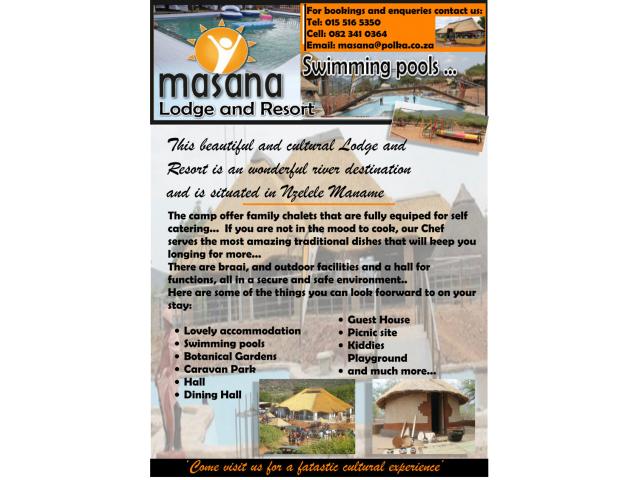 For bookings and enqueries contact us:
Tel: 015 516 5350
Cell: 082 341 0364
Email: masana@polka.co.za
masana
Lodge and Resort
Swimming pools ...
This beautiful and cultural Lodge and
Resort is an wonderful river destination
and is situated in Nzelele Maname
The camp offer family chalets that are fully equiped for self
catering... If you are not in the mood to cook, our Chef
serves the most amazing traditional dishes that will keep you
longing for more...
There are braai, and outdoor facilities and a hall for
functions, all in a secure and safe environment..
Here are some of the things you can look foorward to on your
stay:
• Lovely accommodation
• Swimming pools
• Botanical Gardens
• Caravan Park
• Hall
• Dining Hall
• Guest House
• Picnic site
• Kiddies
Playground
• and much more...
'Come visit us for a fatastic cultural experience'